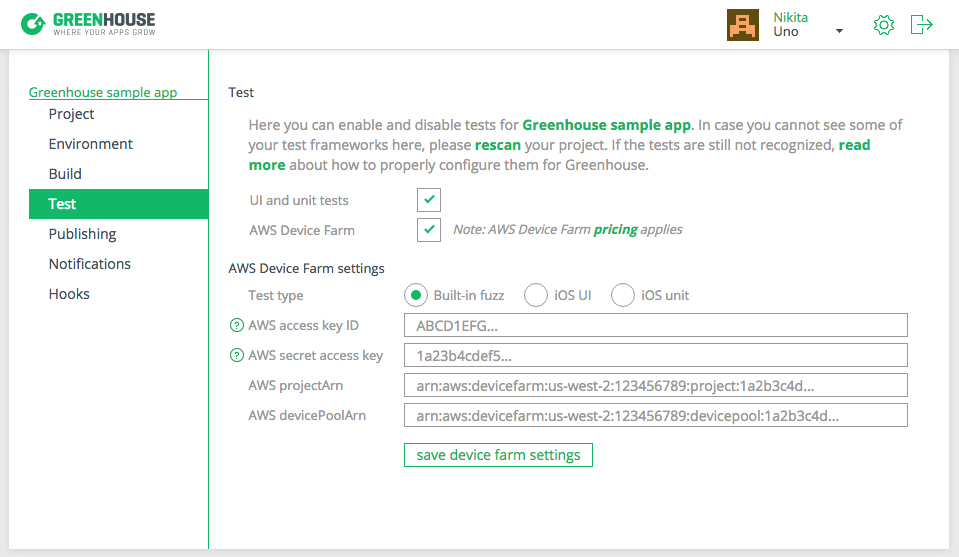 GREENHOUSE
WHERE YOUR APPS GROW
Nikita
Uno
Greenhouse sample app
Project
Environment
Build
Test
Publishing
Notifications
Hooks
Test
Here you can enable and disable tests for Greenhouse sample app. In case you cannot see some of
your test frameworks here, please rescan your project. If the tests are still not recognized, read
more about how to properly configure them for Greenhouse.
UI and unit tests
AWS Device Farm Note: AWS Device Farm pricing applies
AWS Device Farm settings
Test type Built-in fuzz iOS UI iOS unit
? AWS access key ID ABCD1EFG...
? AWS secret access key 1a23b4cdef5...
AWS projectArn arn:aws:devicefarm:us-west-2:123456789:project:1a2b3c4d...
AWS devicePoolArn arn:aws:devicefarm:us-west-2:123456789:devicepool:1a2b3c4d...
save device farm settings